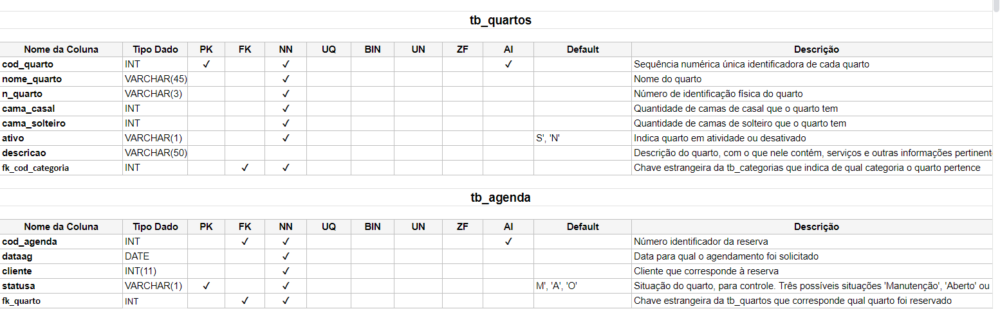 tb_quartos
Nome da Coluna Tipo Dado PK FK NN UQ BIN UN ZF AI Default Descrição
cod_quarto INT ✓ ✓ ✓ Sequência numérica única identificadora de cada quarto
nome_quarto VARCHAR(45) ✓ Nome do quarto
n_quarto VARCHAR(3) ✓ Número de identificação física do quarto
cama_casal INT ✓ Quantidade de camas de casal que o quarto tem
cama_solteiro INT ✓ Quantidade de camas de solteiro que o quarto tem
ativo VARCHAR(1) ✓ S', 'N' Indica quarto em atividade ou desativado
descricao VARCHAR(50) Descrição do quarto, com o que nele contém, serviços e outras informações pertinent
fk_cod_categoria INT ✓ ✓ Chave estrangeira da tb_categorias que indica de qual categoria o quarto pertence
tb_agenda
Nome da Coluna Tipo Dado PK FK NN UQ BIN UN ZF AI Default Descrição
cod_agenda INT ✓ ✓ ✓ Número identificador da reserva
dataag DATE ✓ Data para qual o agendamento foi solicitado
cliente INT(11) ✓ Cliente que corresponde à reserva
statusa VARCHAR(1) ✓ ✓ M', 'A', 'O' Situação do quarto, para controle. Três possíveis situações 'Manutenção', 'Aberto' ou
fk_quarto INT ✓ ✓ Chave estrangeira da tb_quartos que corresponde qual quarto foi reservado